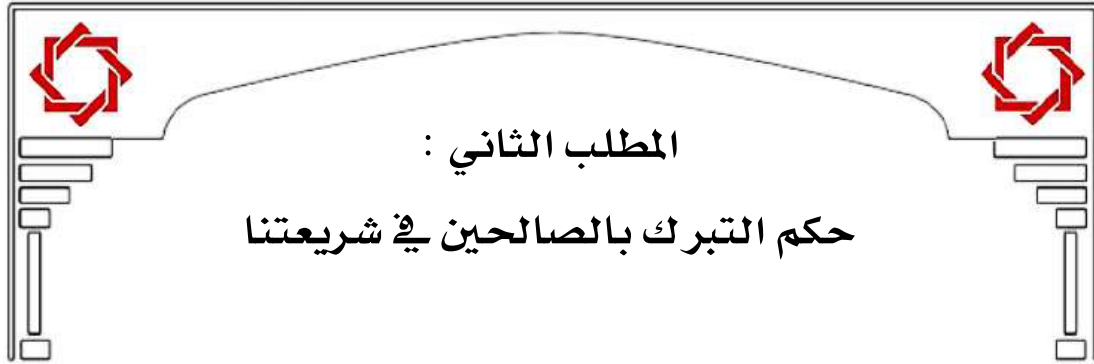 المطلب الثاني :
حكم التبرك بالصالحين في شريعتنا